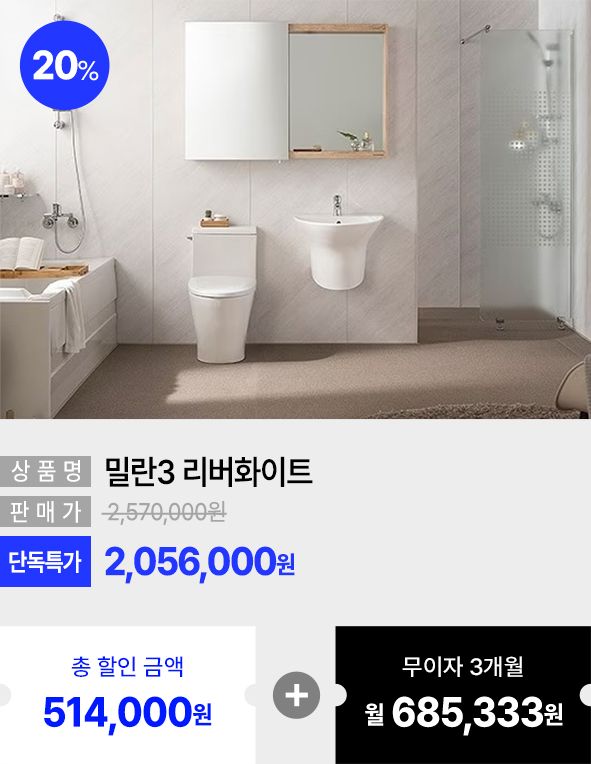 20%
상품명 밀란3 리버화이트
판매가 2,570,000원
단독특가 2,056,000원
총 할인 금액
514,000원
+
무이자 3개월
월 685,333원